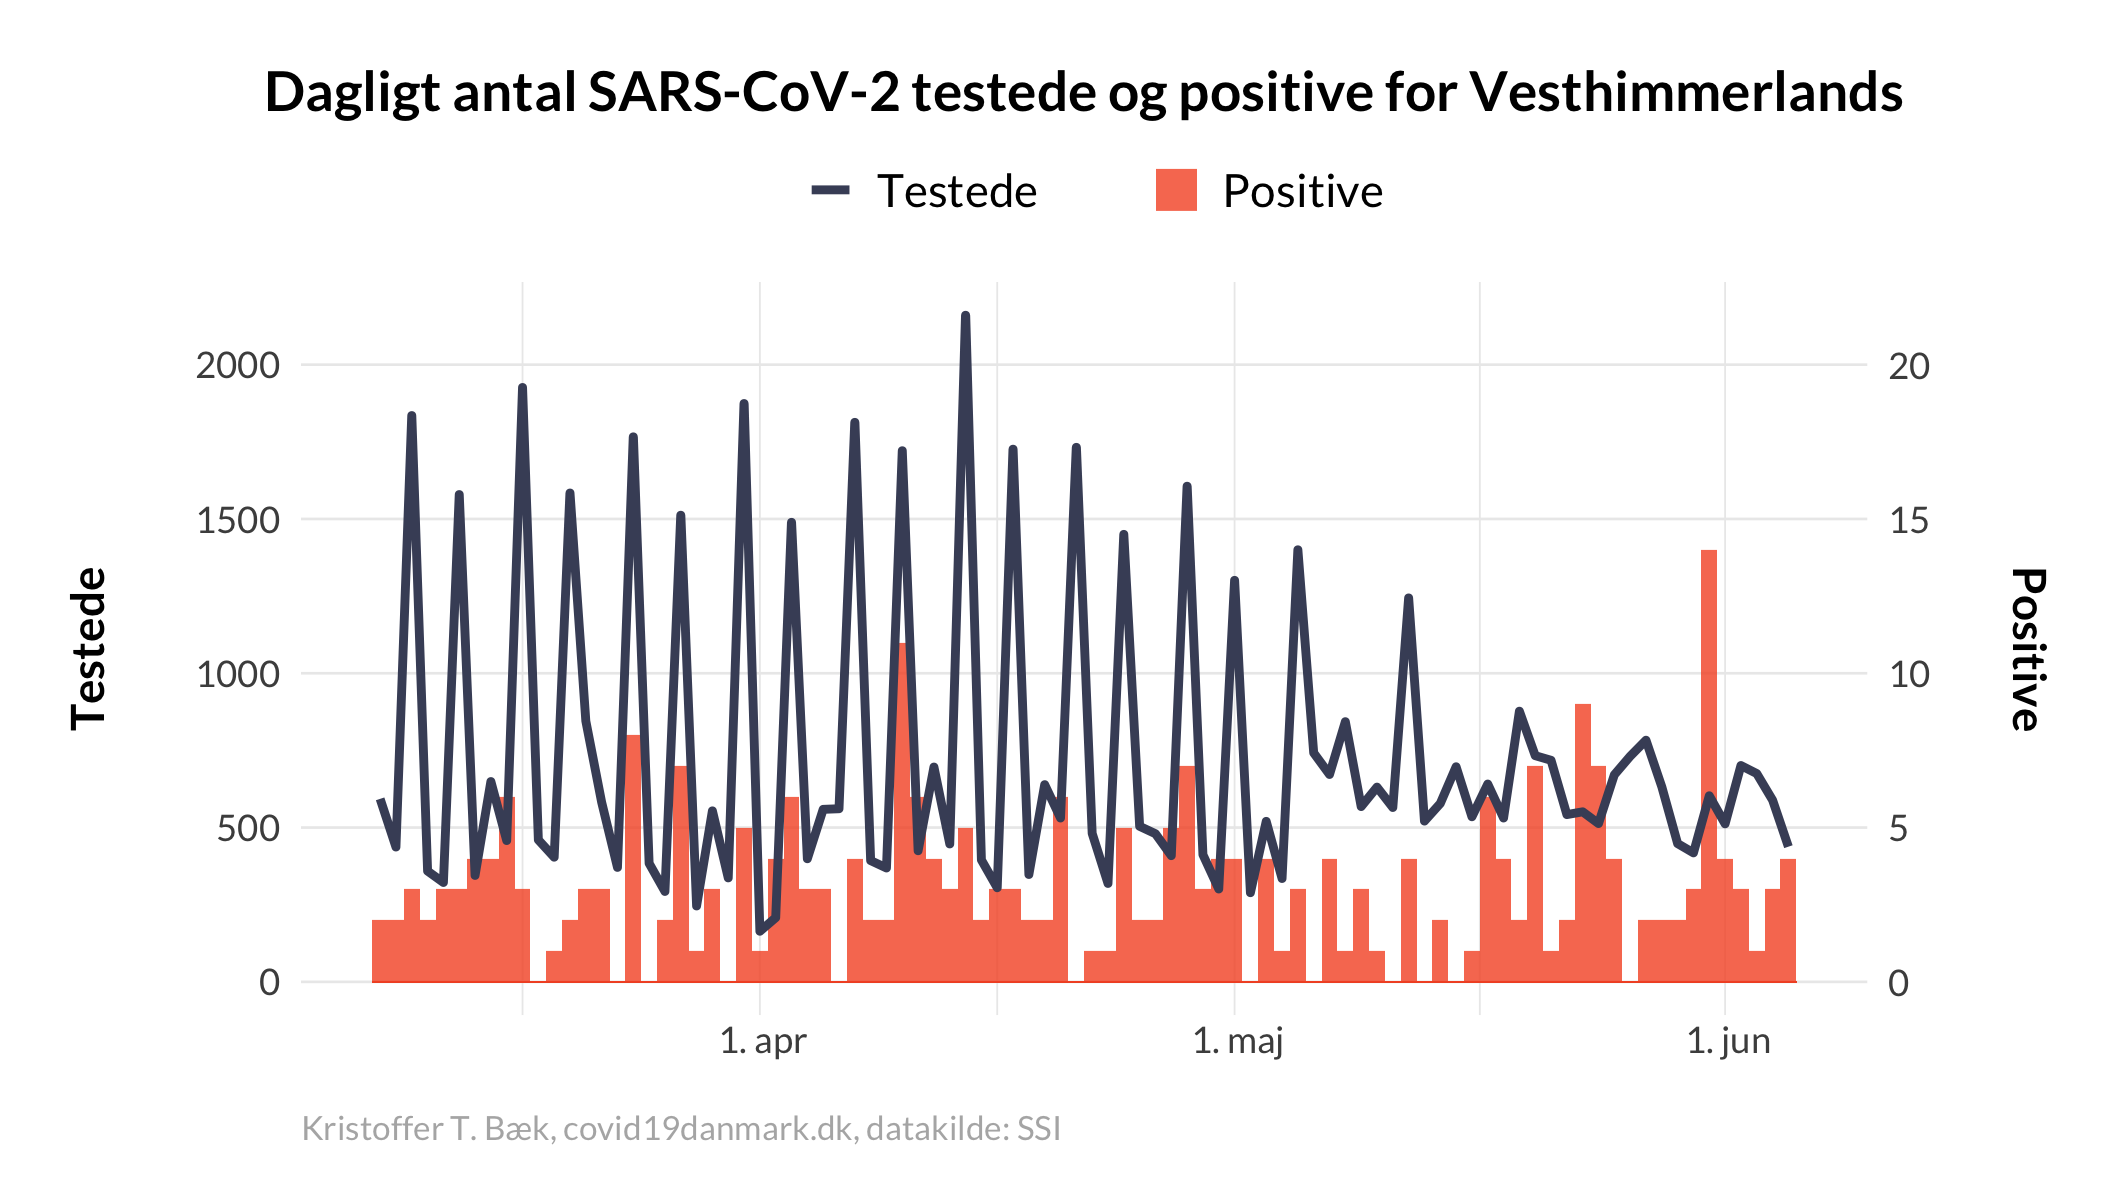 Dagligt antal SARS-CoV-2 testede og positive for Vesthimmerlands
Testede
Positive
2000
1500
1000
500
0
20
15
10
5
0
Testede
Positive
1. apr
1. maj
1. jun
Kristoffer T. Bæk, covid19danmark.dk, datakilde: SSI